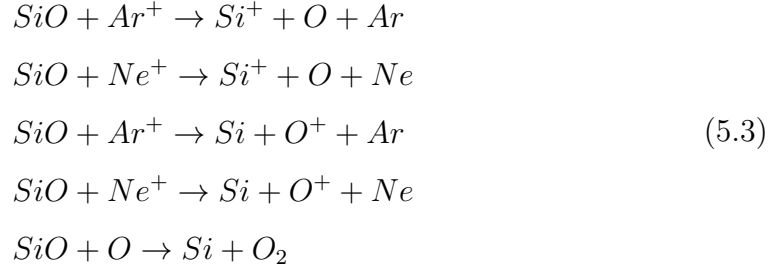 SiO + Ar⁺ → Si⁺ + O + Ar
SiO + Ne⁺ → Si⁺ + O + Ne
SiO + Ar⁺ → Si + O⁺ + Ar (5.3)
SiO + Ne⁺ → Si + O⁺ + Ne
SiO + O → Si + O₂